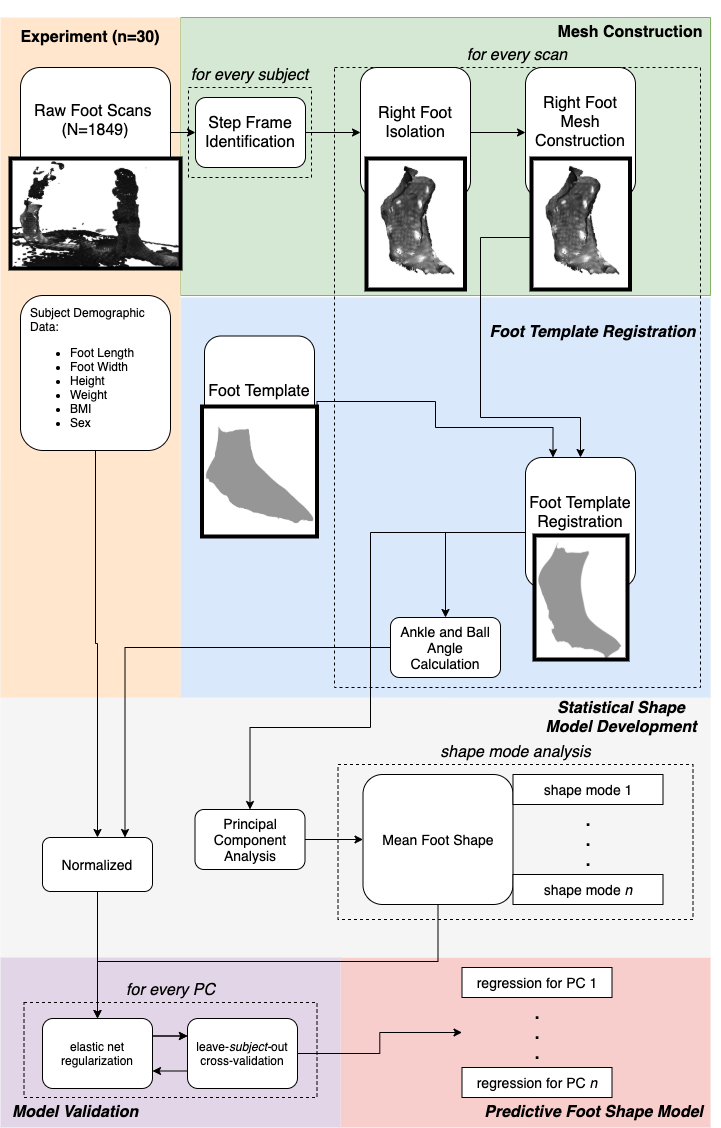 Experiment (n=30)
Mesh Construction
for every scan
for every subject
Raw Foot Scans
(N=1849)
Step Frame
Identification
Right Foot
Isolation
Right Foot
Mesh
Construction
Subject Demographic
Data:
• Foot Length
• Foot Width
• Height
• Weight
• BMI
• Sex
Foot Template Registration
Foot Template
Foot Template
Registration
Ankle and Ball
Angle
Calculation
Statistical Shape
Model Development
shape mode analysis
Principal
Component
Analysis
Mean Foot Shape
shape mode 1
.
.
.
shape mode n
Normalized
for every PC
elastic net
regularization
leave-subject-out
cross-validation
Model Validation
regression for PC 1
.
.
.
regression for PC n
Predictive Foot Shape Model